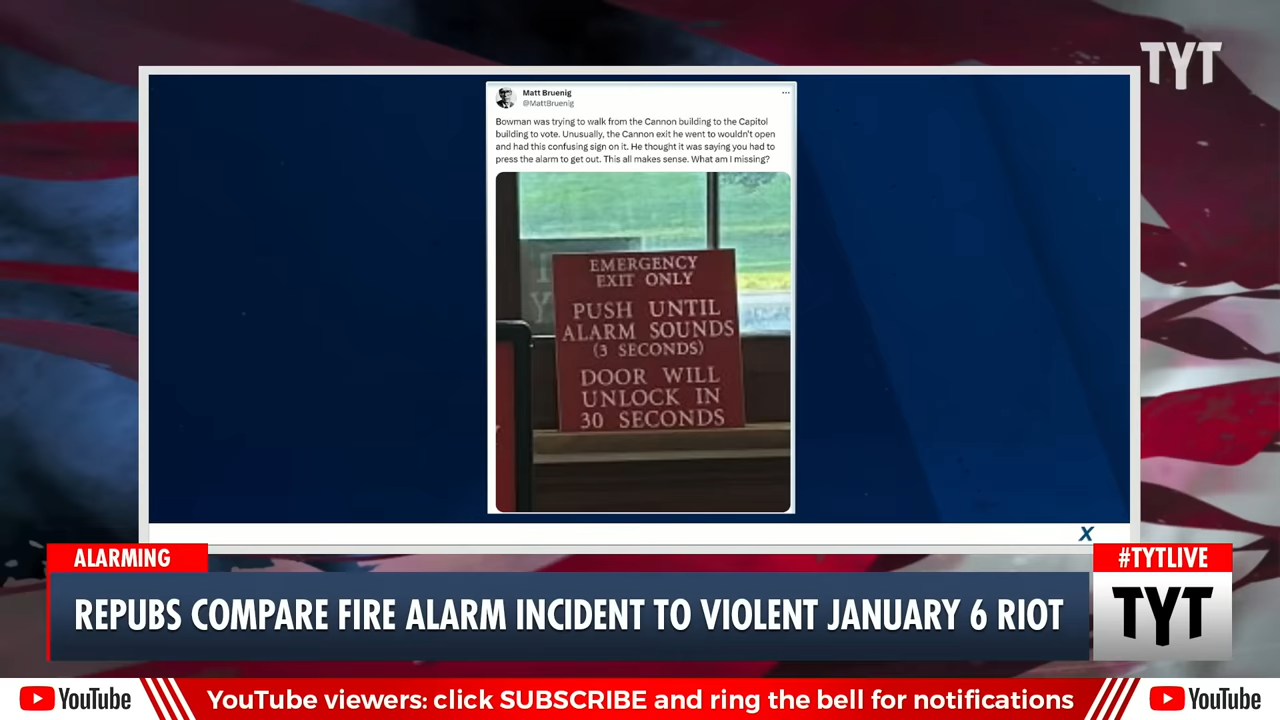 TYT
Matt Bruenig
@MattBruenig
Bowman was trying to walk from the Cannon building to the Capitol
building to vote. Unusually, the Cannon exit he went to wouldn't open
and had this confusing sign on it. He thought it was saying you had to
press the alarm to get out. This all makes sense. What am I missing?
EMERGENCY
EXIT ONLY
PUSH UNTIL
ALARM SOUNDS
(3 SECONDS)
DOOR WILL
UNLOCK IN
30 SECONDS
X
ALARMING
#TYTLIVE
REPUBS COMPARE FIRE ALARM INCIDENT TO VIOLENT JANUARY 6 RIOT
TYT
YouTube
YouTube viewers: click SUBSCRIBE and ring the bell for notifications
YouTube